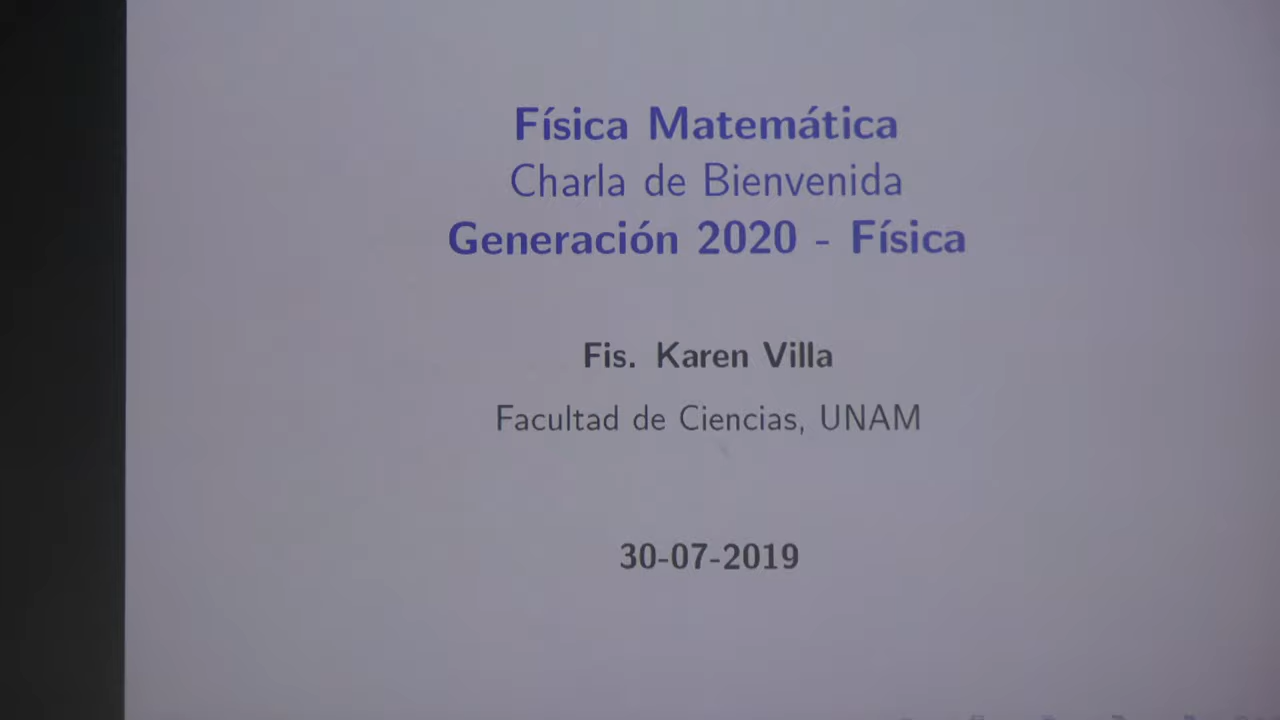 Física Matemática
Charla de Bienvenida
Generación 2020 - Física
Fis. Karen Villa
Facultad de Ciencias, UNAM
30-07-2019